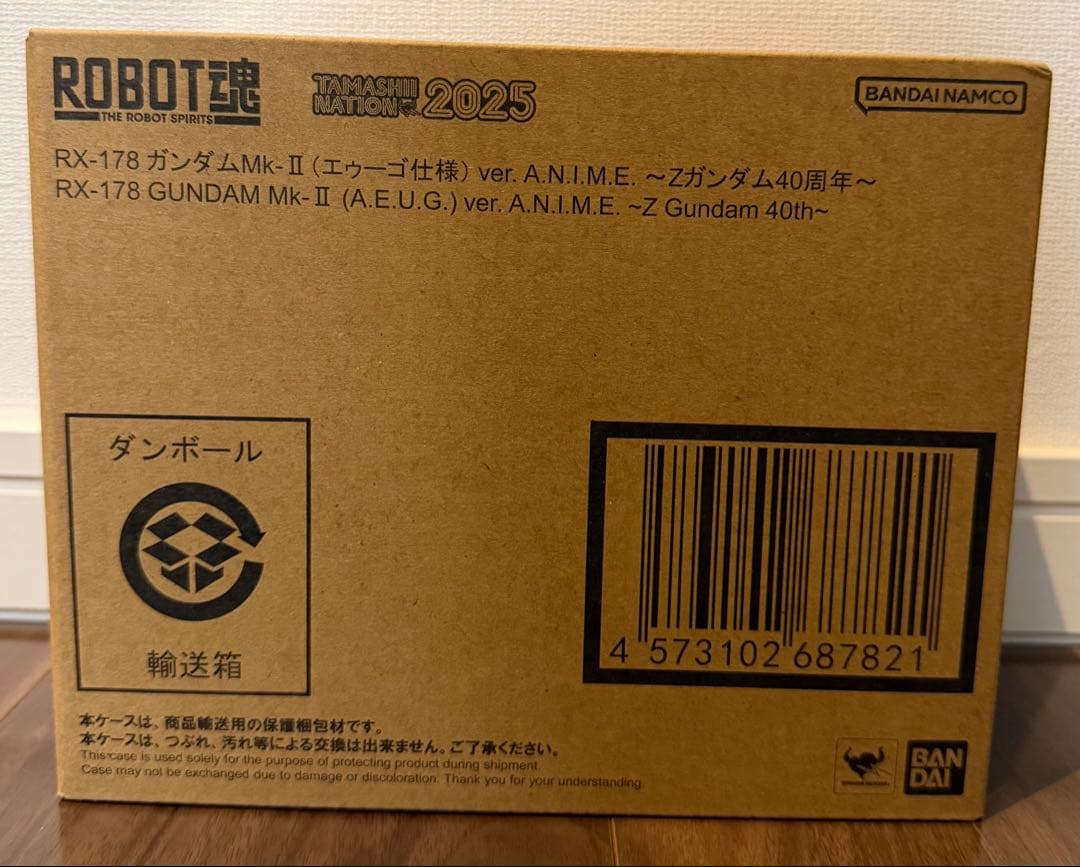 ROBOT魂
THE ROBOT SPIRITS
TAMASHII
NATION 2025
BANDAI NAMCO
RX-178 ガンダムMk-Ⅱ(エゥーゴ仕様) ver. A.N.I.M.E. ～Zガンダム40周年～
RX-178 GUNDAM Mk-Ⅱ (A.E.U.G.) ver. A.N.I.M.E. ~Z Gundam 40th~
ダンボール
輸送箱
4 573102 687821
本ケースは、商品輸送用の保護梱包材です。
本ケースは、つぶれ、汚れ等による交換は出来ません。ご了承ください。
This case is used solely for the purpose of protecting product during shipment.
Case may not be exchanged due to damage or discoloration. Thank you for your understanding.
BAN
DAI